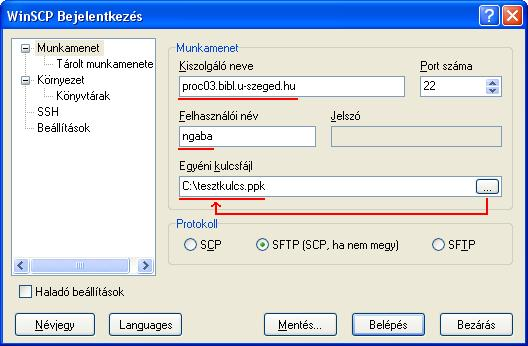 WinSCP Bejelentkezés
Munkamenet
Tárolt munkamenete
Környezet
Könyvtárak
SSH
Beállítások
Haladó beállítások
Munkamenet
Kiszolgáló neve
Port száma
proc03.bibl.u-szeged.hu
22
Felhasználói név
Jelszó
ngaba
Egyéni kulcsfájl
C:\tesztkulcs.ppk
...
Protokoll
SCP
SFTP (SCP, ha nem megy)
SFTP
Névjegy
Languages
Mentés...
Belépés
Bezárás